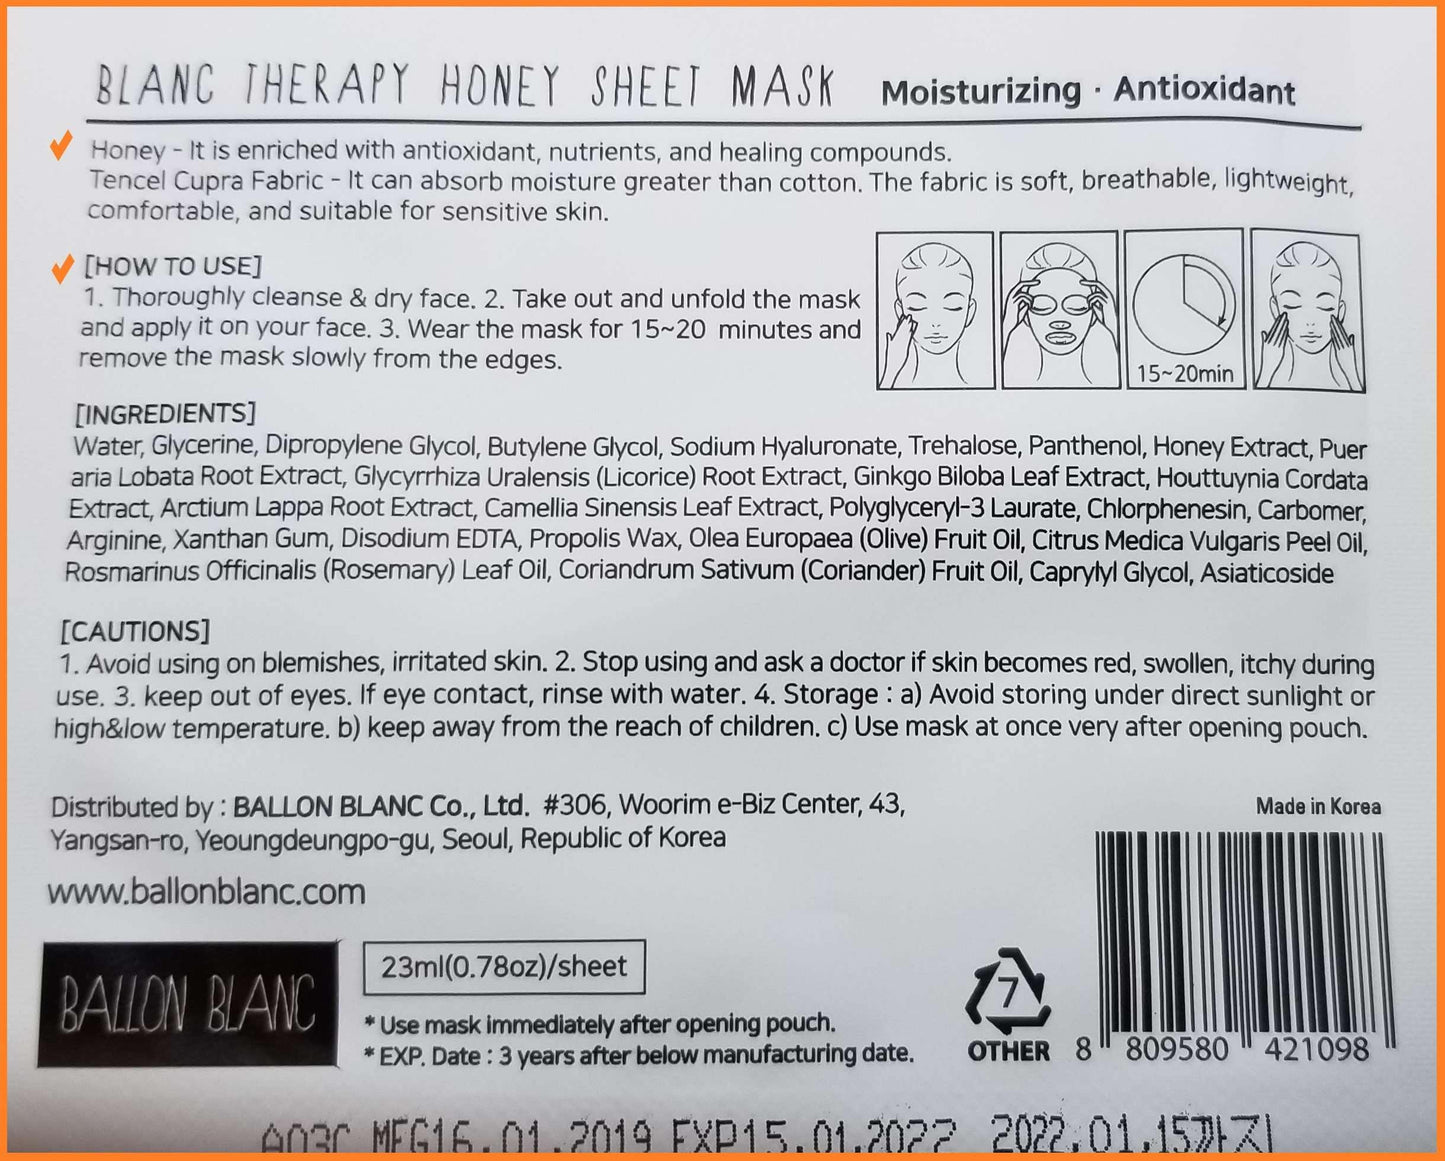 BLANC THERAPY HONEY SHEET MASK Moisturizing · Antioxidant
Honey - It is enriched with antioxidant, nutrients, and healing compounds.
Tencel Cupra Fabric - It can absorb moisture greater than cotton. The fabric is soft, breathable, lightweight,
comfortable, and suitable for sensitive skin.
[HOW TO USE]
1. Thoroughly cleanse & dry face. 2. Take out and unfold the mask
and apply it on your face. 3. Wear the mask for 15~20 minutes and
remove the mask slowly from the edges.
15~20min
[INGREDIENTS]
Water, Glycerine, Dipropylene Glycol, Butylene Glycol, Sodium Hyaluronate, Trehalose, Panthenol, Honey Extract, Puer
aria Lobata Root Extract, Glycyrrhiza Uralensis (Licorice) Root Extract, Ginkgo Biloba Leaf Extract, Houttuynia Cordata
Extract, Arctium Lappa Root Extract, Camellia Sinensis Leaf Extract, Polyglyceryl-3 Laurate, Chlorphenesin, Carbomer,
Arginine, Xanthan Gum, Disodium EDTA, Propolis Wax, Olea Europaea (Olive) Fruit Oil, Citrus Medica Vulgaris Peel Oil,
Rosmarinus Officinalis (Rosemary) Leaf Oil, Coriandrum Sativum (Coriander) Fruit Oil, Caprylyl Glycol, Asiaticoside
[CAUTIONS]
1. Avoid using on blemishes, irritated skin. 2. Stop using and ask a doctor if skin becomes red, swollen, itchy during
use. 3. keep out of eyes. If eye contact, rinse with water. 4. Storage : a) Avoid storing under direct sunlight or
high&low temperature. b) keep away from the reach of children. c) Use mask at once very after opening pouch.
Distributed by : BALLON BLANC Co., Ltd. #306, Woorim e-Biz Center, 43,
Yangsan-ro, Yeoungdeungpo-gu, Seoul, Republic of Korea
www.ballonblanc.com
Made in Korea
BALLON BLANC
23ml(0.78oz)/sheet
* Use mask immediately after opening pouch.
* EXP. Date : 3 years after below manufacturing date.
7
OTHER
8 809580 421098
A03C MFG16.01.2019 EXP15.01.2022 2022.01.15까지